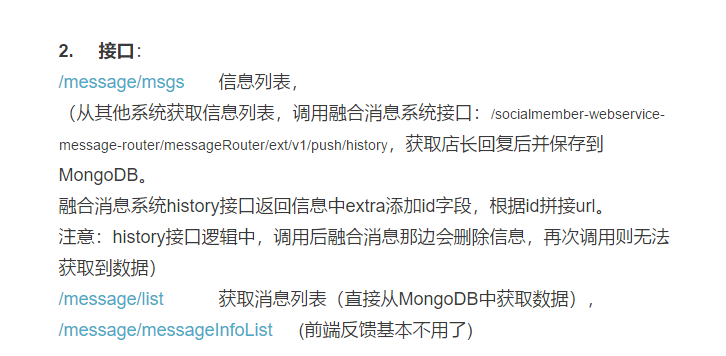 2. 接口：
/message/msgs 信息列表，
（从其他系统获取信息列表，调用融合消息系统接口：/socialmember-webservice-
message-router/messageRouter/ext/v1/push/history，获取店长回复后并保存到
MongoDB。
融合消息系统history接口返回信息中extra添加id字段，根据id拼接url。
注意：history接口逻辑中，调用后融合消息那边会删除信息，再次调用则无法
获取到数据）
/message/list 获取消息列表（直接从MongoDB中获取数据），
/message/messageInfoList （前端反馈基本不用了)